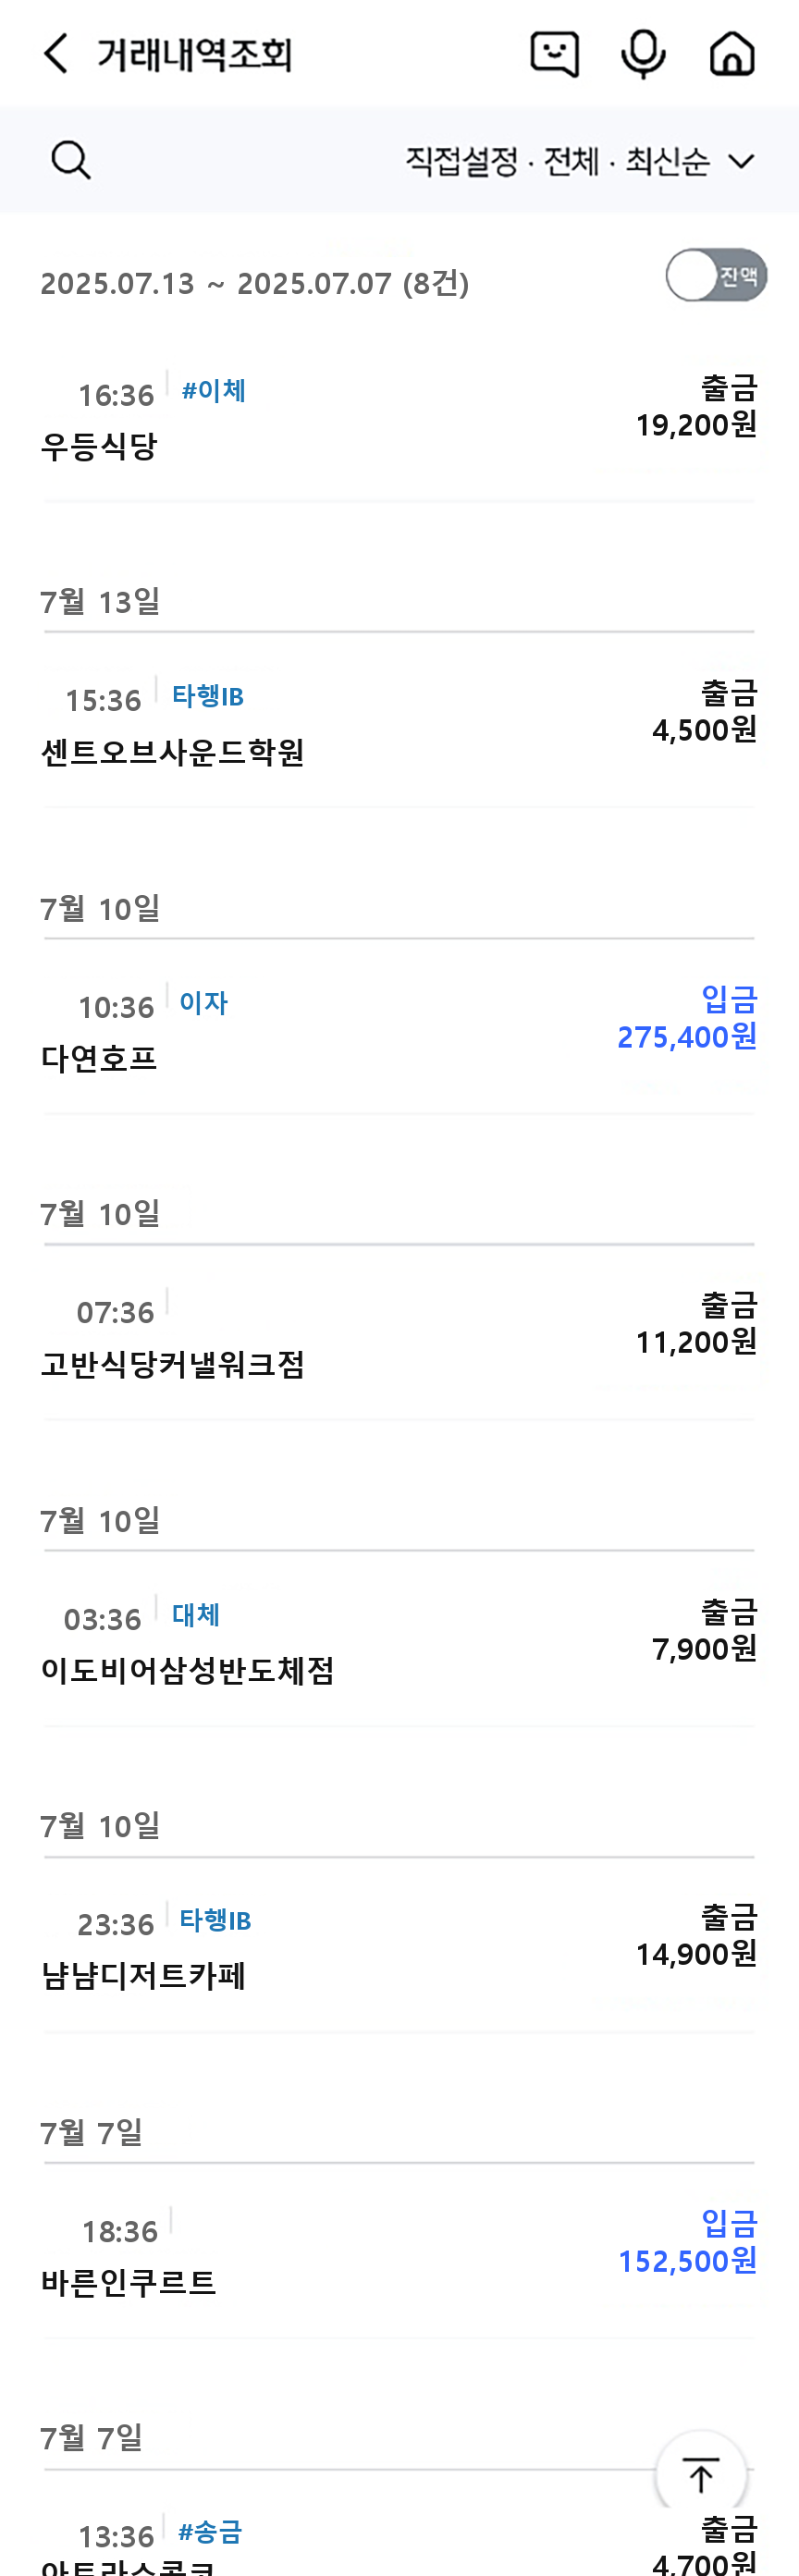 거래내역조회
직접설정 · 전체 · 최신순
2025.07.13 ~ 2025.07.07 (8건)
잔액
16:36 #이체
출금
우등식당
19,200원
7월 13일
15:36 타행IB
출금
센트오브사운드학원
4,500원
7월 10일
10:36 이자
입금
다연호프
275,400원
7월 10일
07:36
출금
고반식당커낼워크점
11,200원
7월 10일
03:36 대체
출금
이도비어삼성반도체점
7,900원
7월 10일
23:36 타행IB
출금
냠냠디저트카페
14,900원
7월 7일
18:36
입금
바른인쿠르트
152,500원
7월 7일
13:36 #송금
출금
4,700원